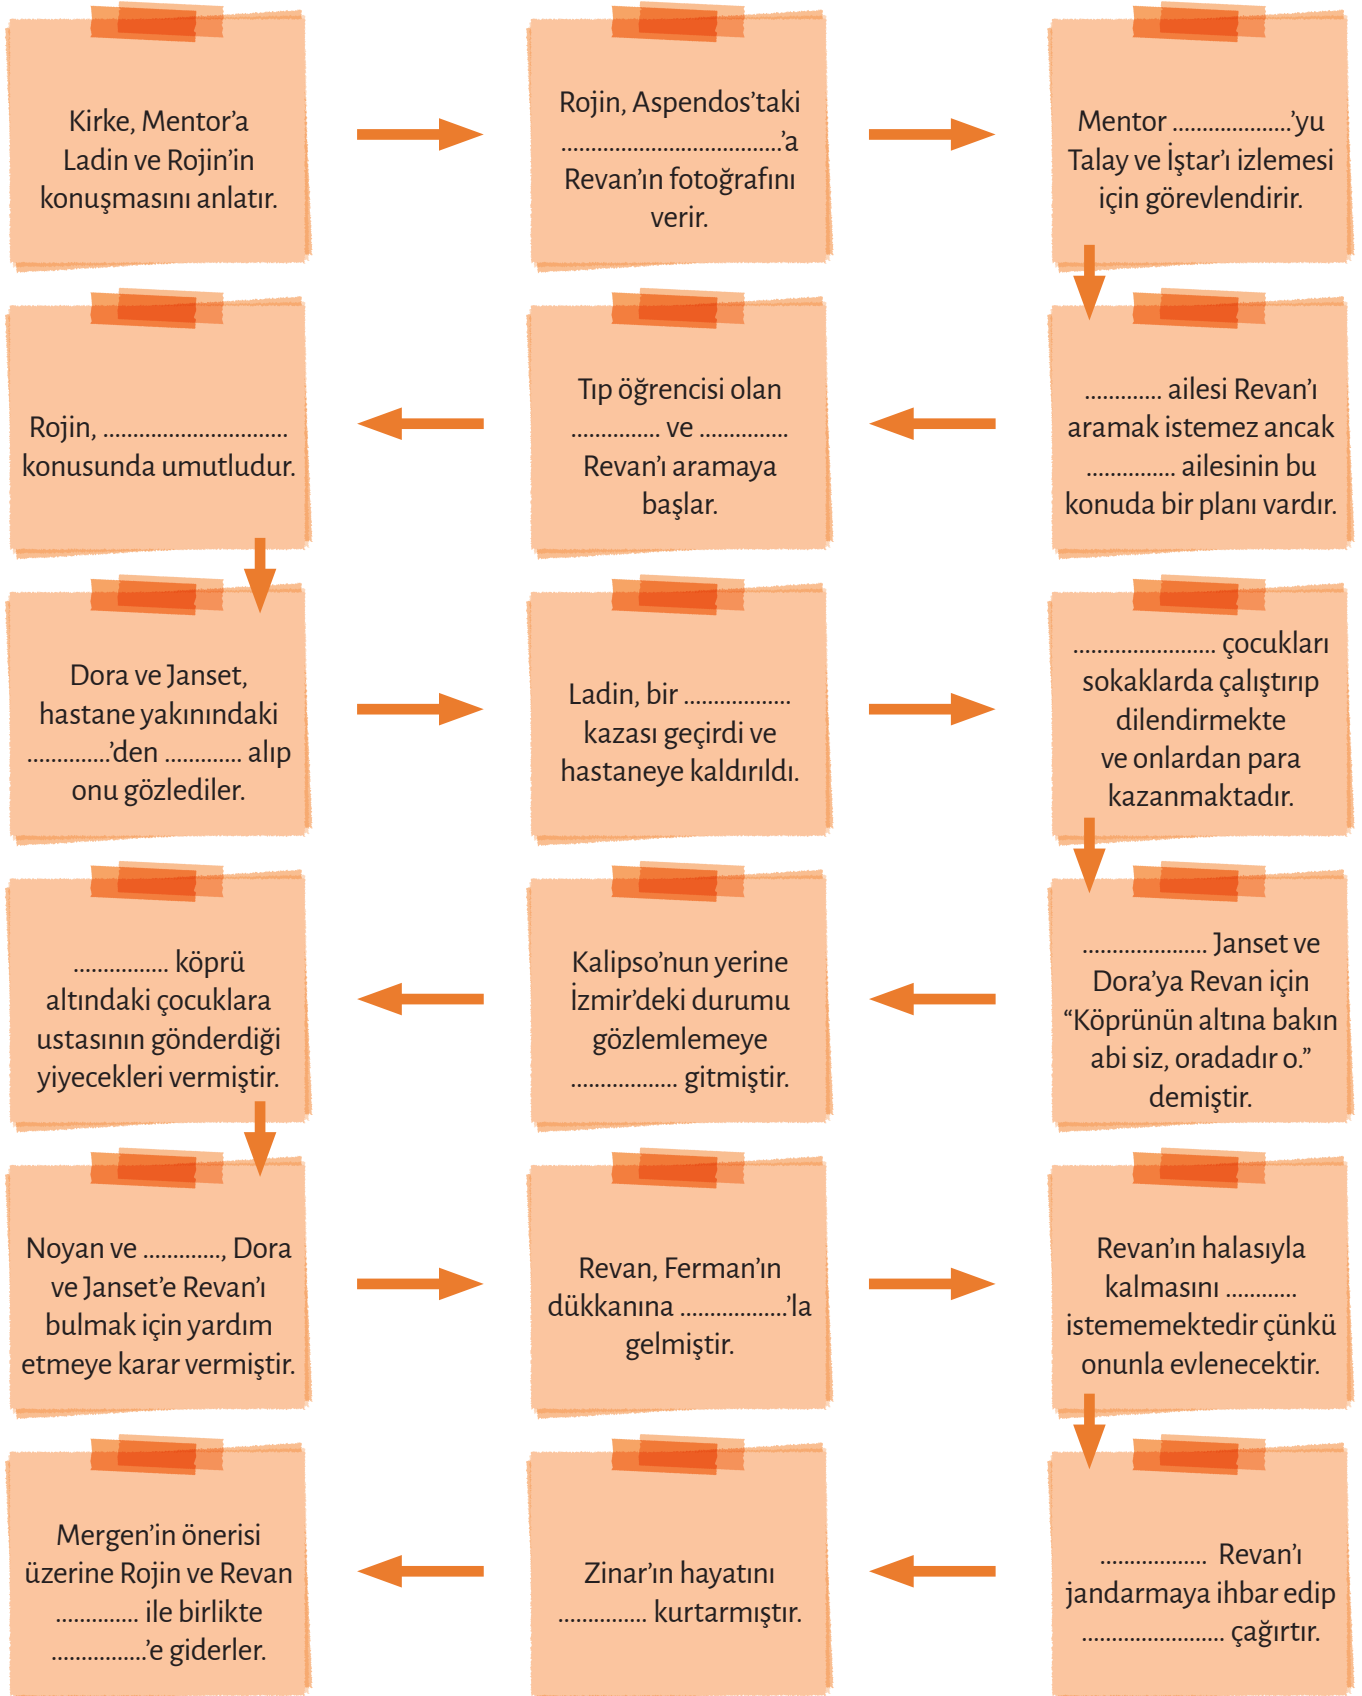 Kirke, Mentor’a
Ladin ve Rojin’in
konuşmasını anlatır.
Rojin, Aspendos’taki
.....................................’a
Revan’ın fotoğrafını
verir.
Mentor ....................’yu
Talay ve İştar’ı izlemesi
için görevlendirir.
............. ailesi Revan’ı
aramak istemez ancak
............... ailesinin bu
konuda bir planı vardır.
Tıp öğrencisi olan
............... ve ...............
Revan’ı aramaya
başlar.
Rojin, ...............................
konusunda umutludur.
Dora ve Janset,
hastane yakınındaki
..............’den ............. alıp
onu gözlediler.
Ladin, bir ..................
kazası geçirdi ve
hastaneye kaldırıldı.
........................ çocukları
sokaklarda çalıştırıp
dilendirmekte
ve onlardan para
kazanmaktadır.
..................... Janset ve
Dora’ya Revan için
“Köprünün altına bakın
abi siz, oradadır o.”
demiştir.
Kalipso’nun yerine
İzmir’deki durumu
gözlemlemeye
.................. gitmiştir.
................ köprü
altındaki çocuklara
ustasının gönderdiği
yiyecekleri vermiştir.
Noyan ve ............., Dora
ve Janset’e Revan’ı
bulmak için yardım
etmeye karar vermiştir.
Revan, Ferman’ın
dükkanına ..................’la
gelmiştir.
Revan’ın halasıyla
kalmasını ............
istememektedir çünkü
onunla evlenecektir.
.................. Revan’ı
jandarmaya ihbar edip
........................ çağırtır.
Zinar’ın hayatını
............... kurtarmıştır.
Mergen’in önerisi
üzerine Rojin ve Revan
.............. ile birlikte
................’e giderler.